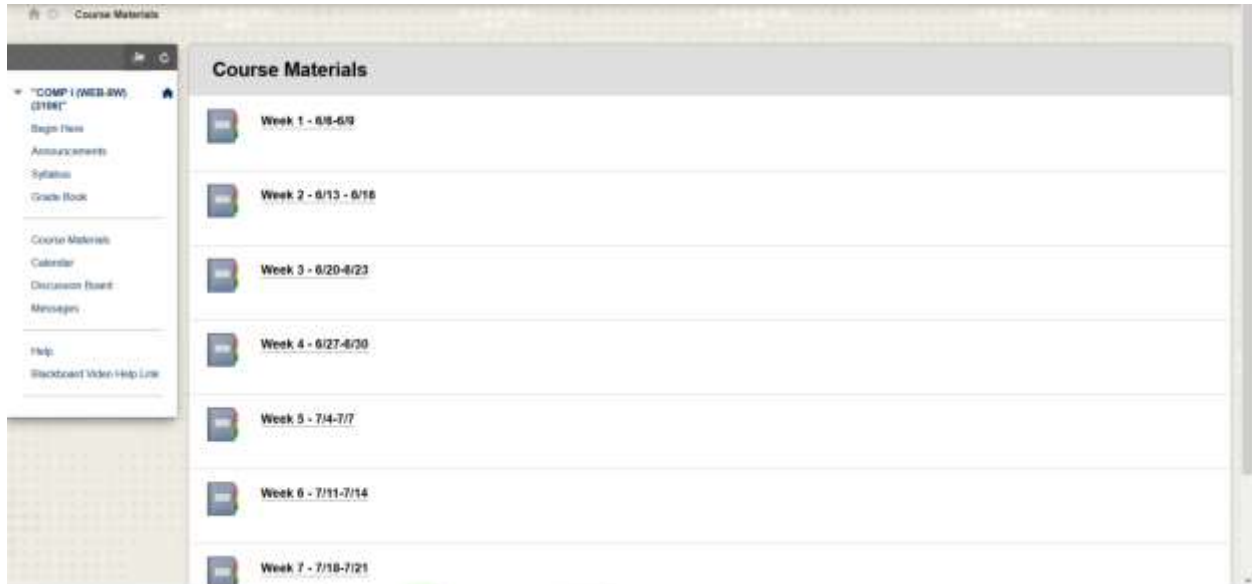 Course Materials
"COMP I (WEB-8W)
Begin Here
Announcements
Syllabus
Grade Book
Course Materials
Calendar
Discussion Board
Messages
Help
Blackboard Video Help Link
Course Materials
Week 1 - 6/6-6/9
Week 2 - 6/13 - 6/16
Week 3 - 6/20-6/23
Week 4 - 6/27-6/30
Week 5 - 7/4-7/7
Week 6 - 7/11-7/14
Week 7 - 7/18-7/21